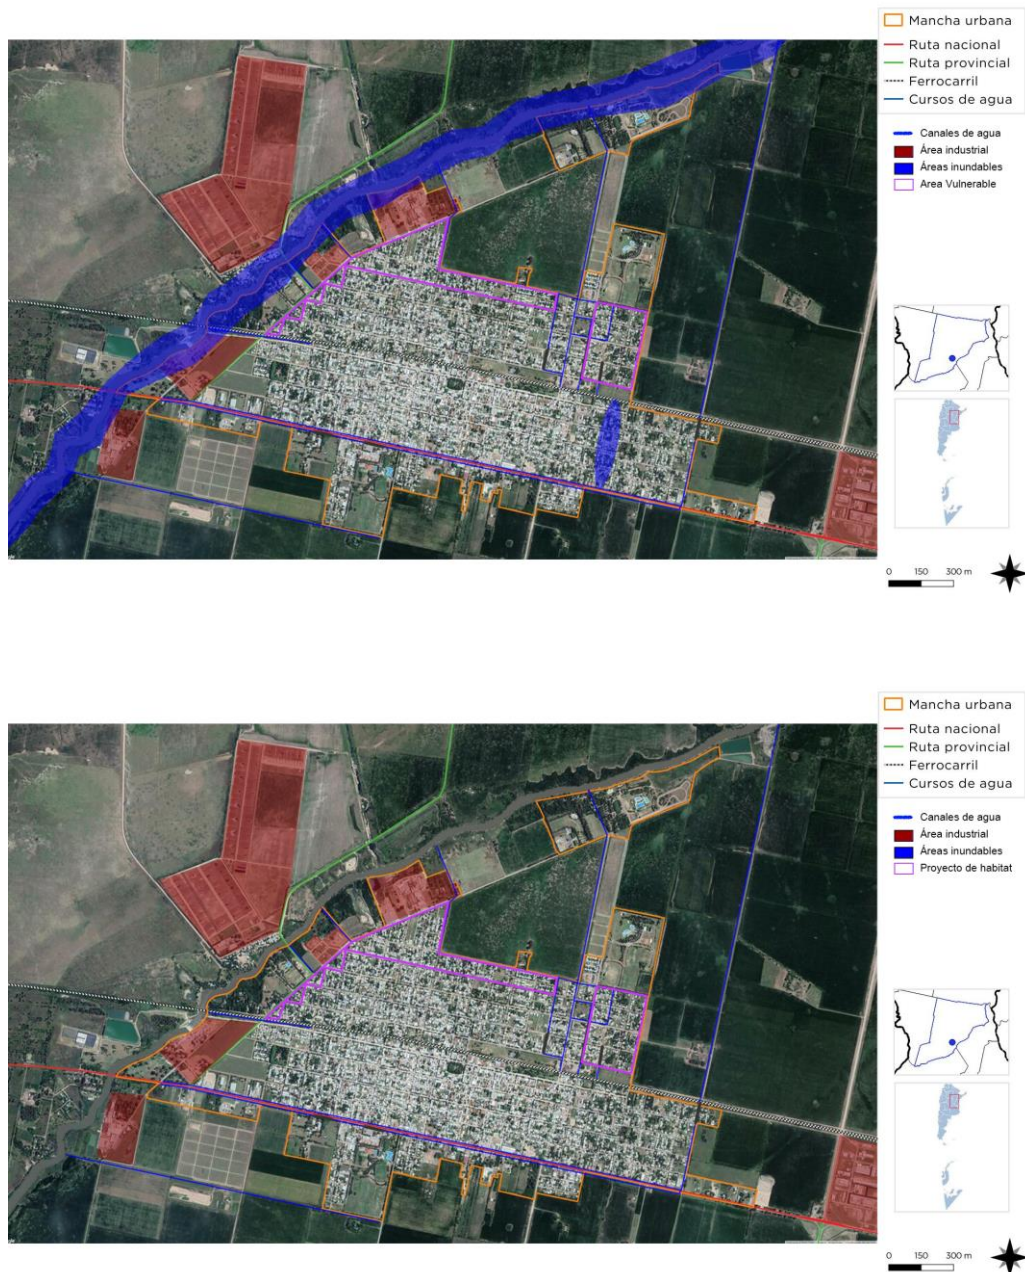 Mancha urbana
Ruta nacional
Ruta provincial
Ferrocarril
Cursos de agua
Canales de agua
Área industrial
Áreas inundables
Area Vulnerable
0 150 300 m
Mancha urbana
Ruta nacional
Ruta provincial
Ferrocarril
Cursos de agua
Canales de agua
Área industrial
Áreas inundables
Proyecto de habitat
0 150 300 m